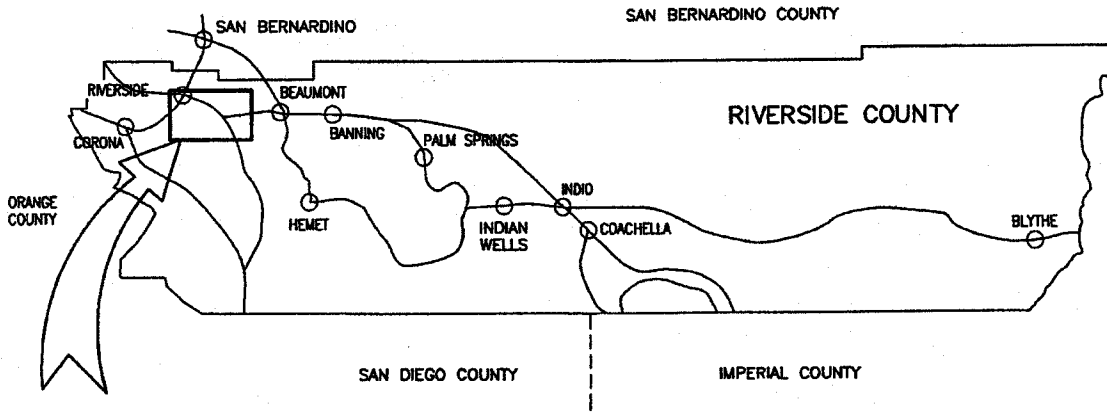 SAN BERNARDINO COUNTY
SAN BERNARDINO
RIVERSIDE
BEAUMONT
RIVERSIDE COUNTY
CORONA
BANNING
PALM SPRINGS
ORANGE
COUNTY
HEMET
INDIO
INDIAN
WELLS
COACHELLA
BLYTHE
SAN DIEGO COUNTY
IMPERIAL COUNTY